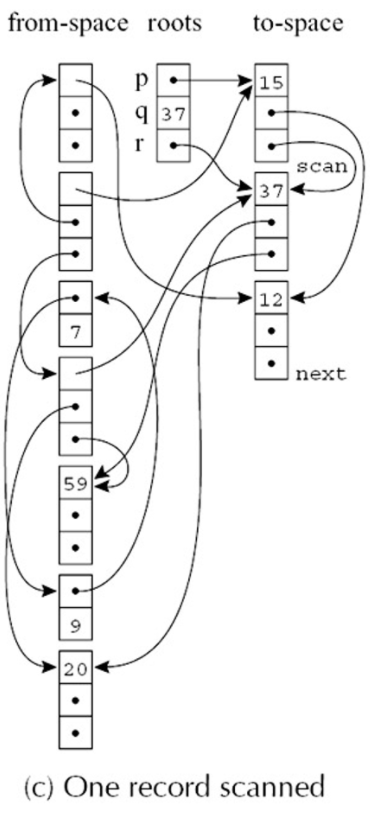 from-space roots to-space
p 15
q 37
r
scan
37
12
7
next
59
9
20
(c) One record scanned